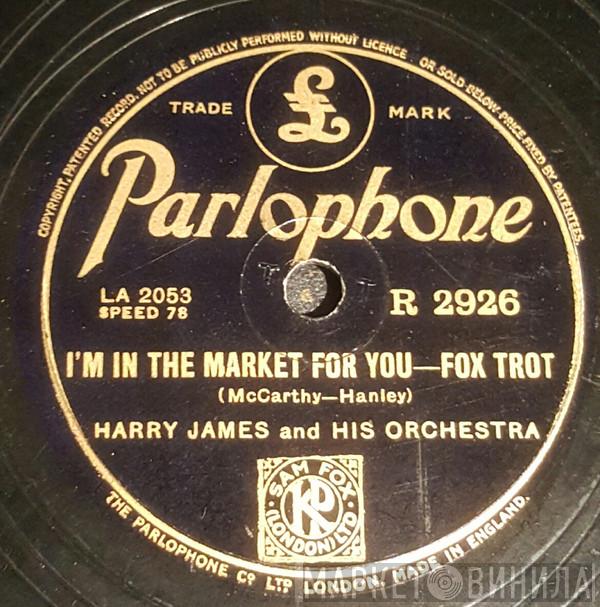 COPYRIGHT, PATENTED RECORD. NOT TO BE PUBLICLY PERFORMED WITHOUT LICENCE. OR SOLD BELOW PRICE FIXED BY PATENTEES.
TRADE £ MARK
Parlophone
LA 2053
SPEED 78
R 2926
I'M IN THE MARKET FOR YOU—FOX TROT
(McCarthy—Hanley)
HARRY JAMES and HIS ORCHESTRA
SAM FOX
KP
(LONDON) LTD
THE PARLOPHONE Co LTD LONDON. MADE IN ENGLAND.
МАРКЕТ ВИНИЛА